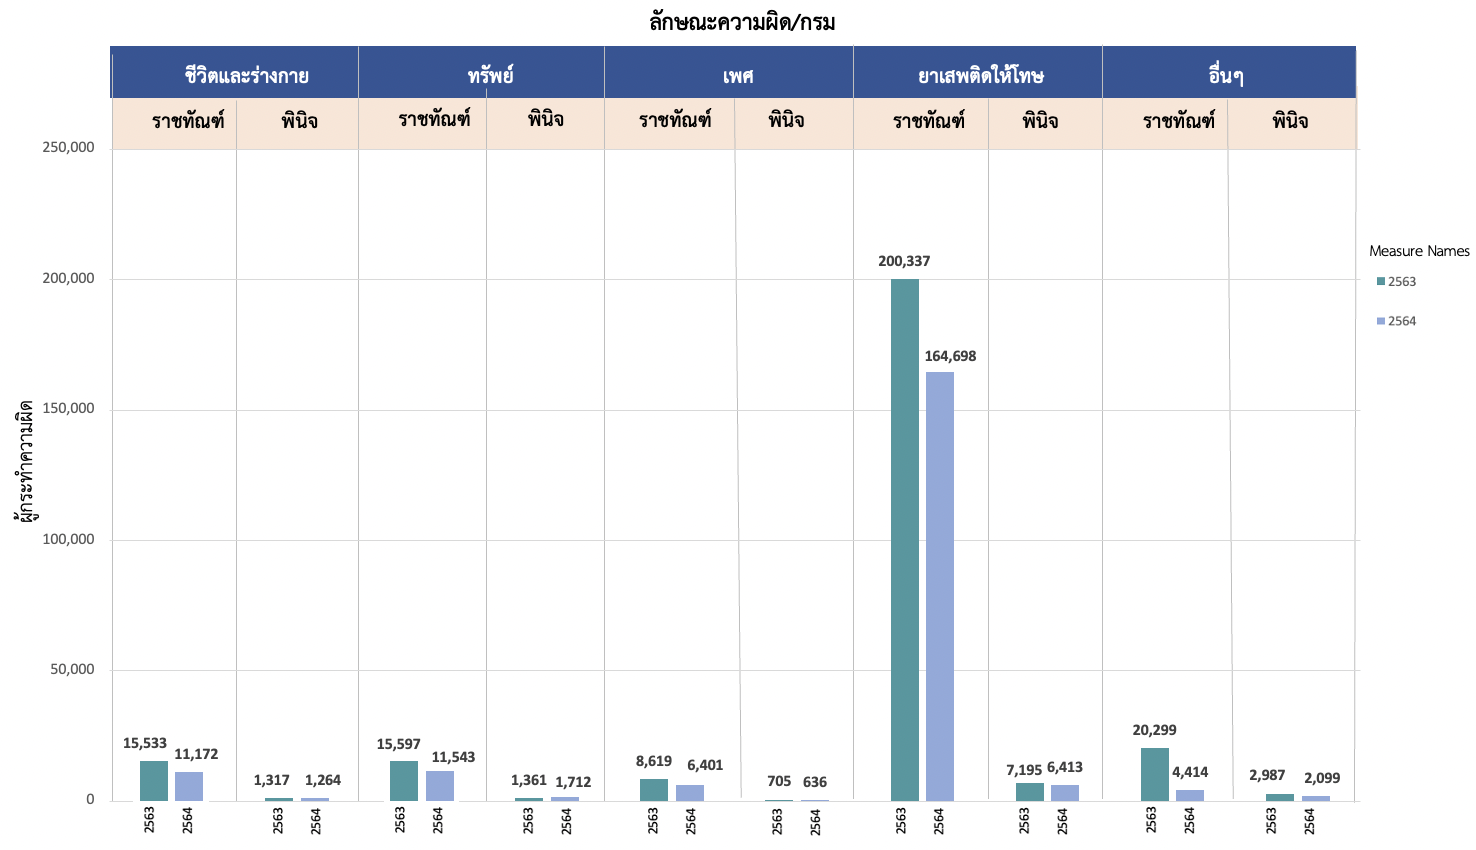 ลักษณะความผิด/กรม
ชีวิตและร่างกาย ทรัพย์ เพศ ยาเสพติดให้โทษ อื่นๆ
ราชทัณฑ์ พินิจ ราชทัณฑ์ พินิจ ราชทัณฑ์ พินิจ ราชทัณฑ์ พินิจ ราชทัณฑ์ พินิจ
250,000
200,000
150,000
100,000
50,000
0
ผู้กระทำความผิด
15,533 11,172 1,317 1,264 15,597 11,543 1,361 1,712 8,619 6,401 705 636 200,337 164,698 7,195 6,413 20,299 4,414 2,987 2,099
2563 2564 2563 2564 2563 2564 2563 2564 2563 2564 2563 2564 2563 2564 2563 2564 2563 2564 2563 2564
Measure Names
2563
2564